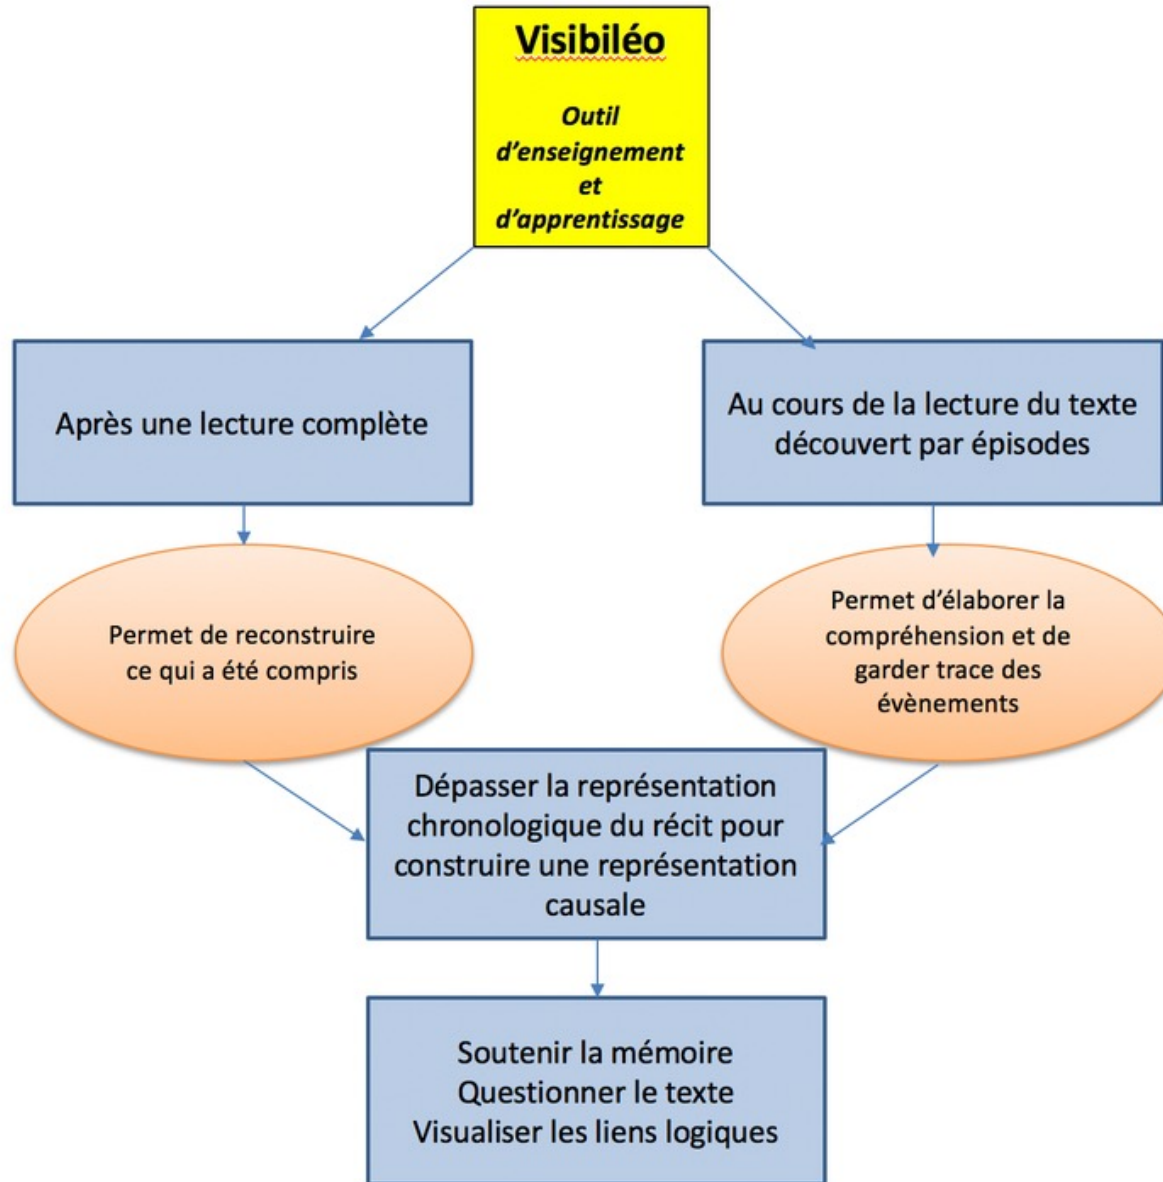 Visibiléo
Outil
d’enseignement
et
d’apprentissage
Après une lecture complète
Au cours de la lecture du texte
découvert par épisodes
Permet de reconstruire
ce qui a été compris
Permet d’élaborer la
compréhension et de
garder trace des
évènements
Dépasser la représentation
chronologique du récit pour
construire une représentation
causale
Soutenir la mémoire
Questionner le texte
Visualiser les liens logiques